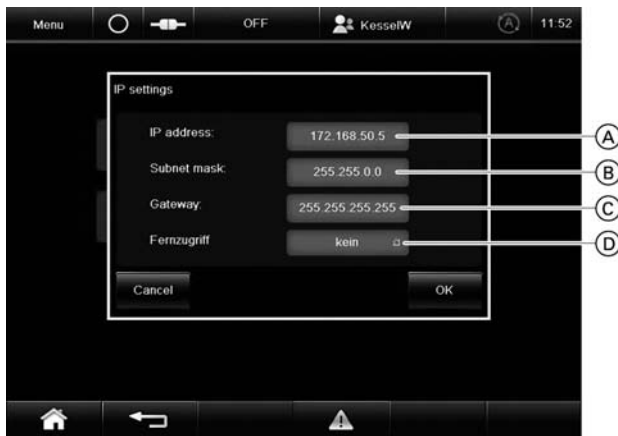 Menu OFF KesselW A 11:52
IP settings
IP address: 172.168.50.5 A
Subnet mask: 255.255.0.0 B
Gateway: 255.255.255.255 C
Fernzugriff kein D
Cancel OK